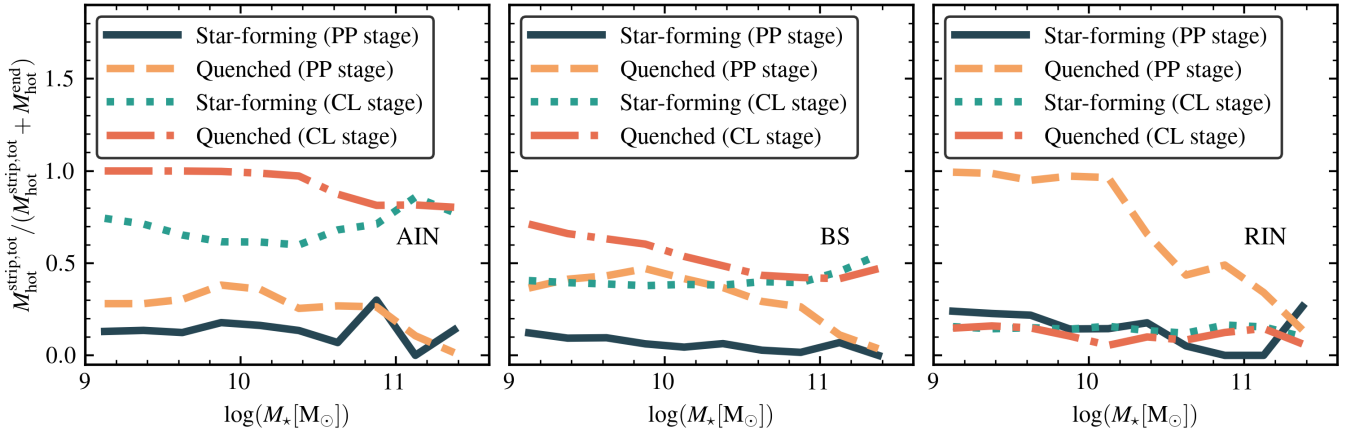 M_hot^strip,tot/(M_hot^strip,tot + M_hot^end)
0.0
0.5
1.0
1.5
Star-forming (PP stage)
Quenched (PP stage)
Star-forming (CL stage)
Quenched (CL stage)
AIN
9
10
11
log(M⋆[M⊙])
Star-forming (PP stage)
Quenched (PP stage)
Star-forming (CL stage)
Quenched (CL stage)
BS
9
10
11
log(M⋆[M⊙])
Star-forming (PP stage)
Quenched (PP stage)
Star-forming (CL stage)
Quenched (CL stage)
RIN
9
10
11
log(M⋆[M⊙])